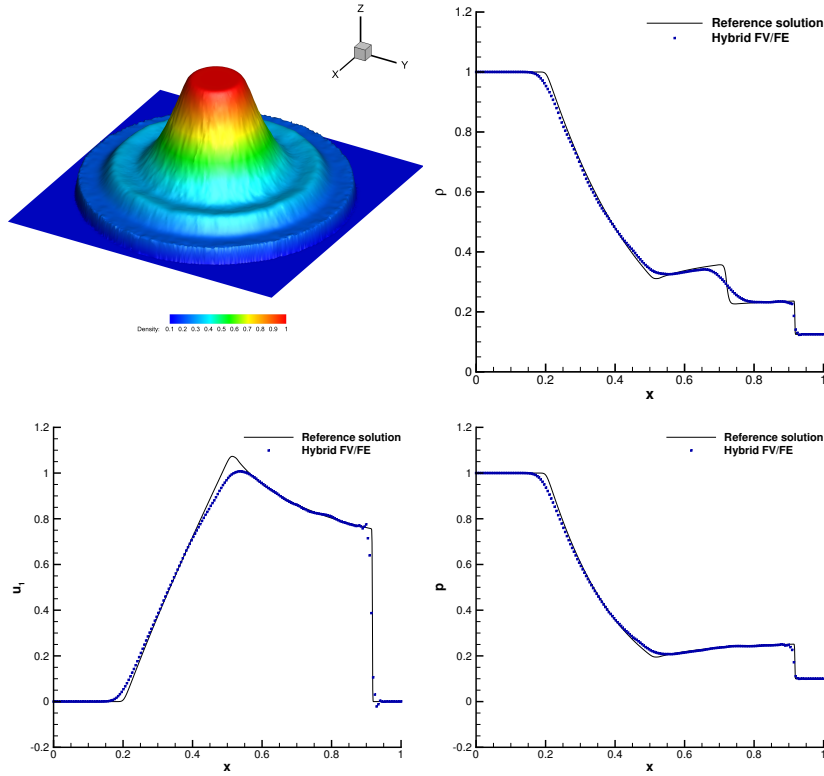 Z
X
Y
Density: 0.1 0.2 0.3 0.4 0.5 0.6 0.7 0.8 0.9 1
1.2
1
0.8
0.6
0.4
0.2
0
ρ
0 0.2 0.4 0.6 0.8 1
x
Reference solution
Hybrid FV/FE
1.2
1
0.8
0.6
0.4
0.2
0
-0.2
u1
0 0.2 0.4 0.6 0.8 1
x
Reference solution
Hybrid FV/FE
1.2
1
0.8
0.6
0.4
0.2
0
-0.2
p
0 0.2 0.4 0.6 0.8 1
x
Reference solution
Hybrid FV/FE